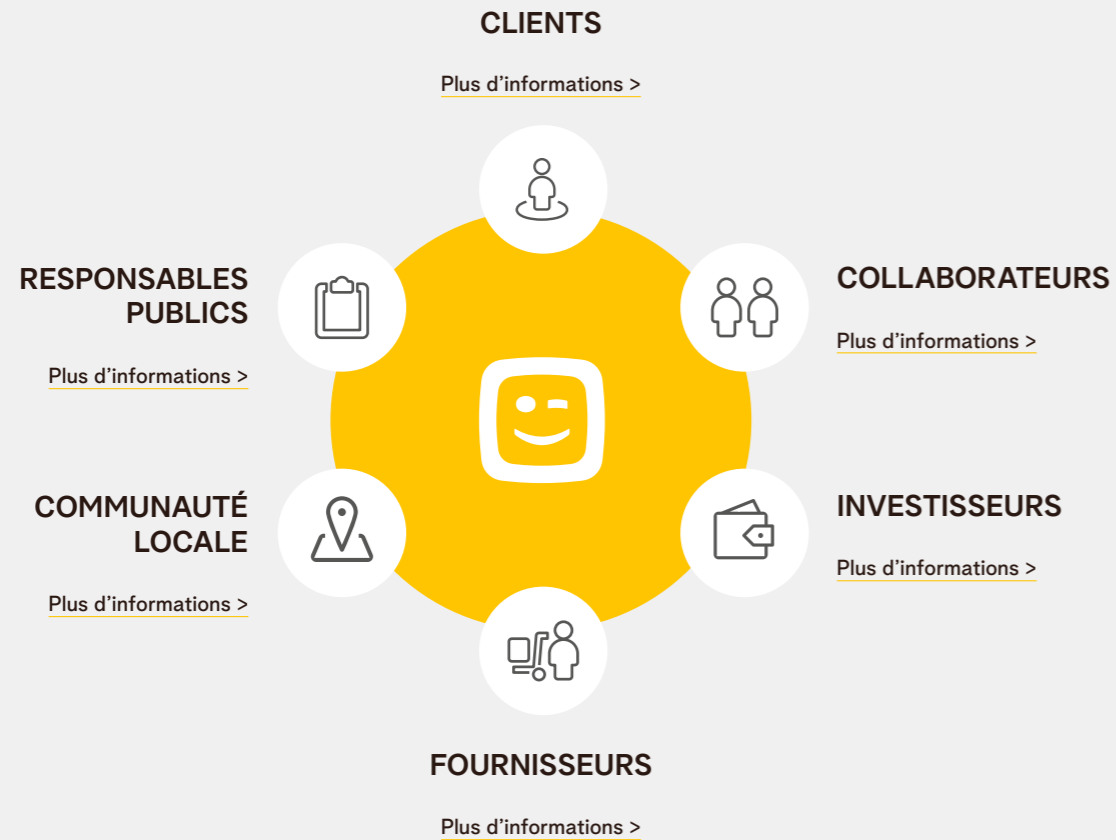 CLIENTS
Plus d’informations >
RESPONSABLES
PUBLICS
Plus d’informations >
COLLABORATEURS
Plus d’informations >
COMMUNAUTÉ
LOCALE
Plus d’informations >
INVESTISSEURS
Plus d’informations >
FOURNISSEURS
Plus d’informations >